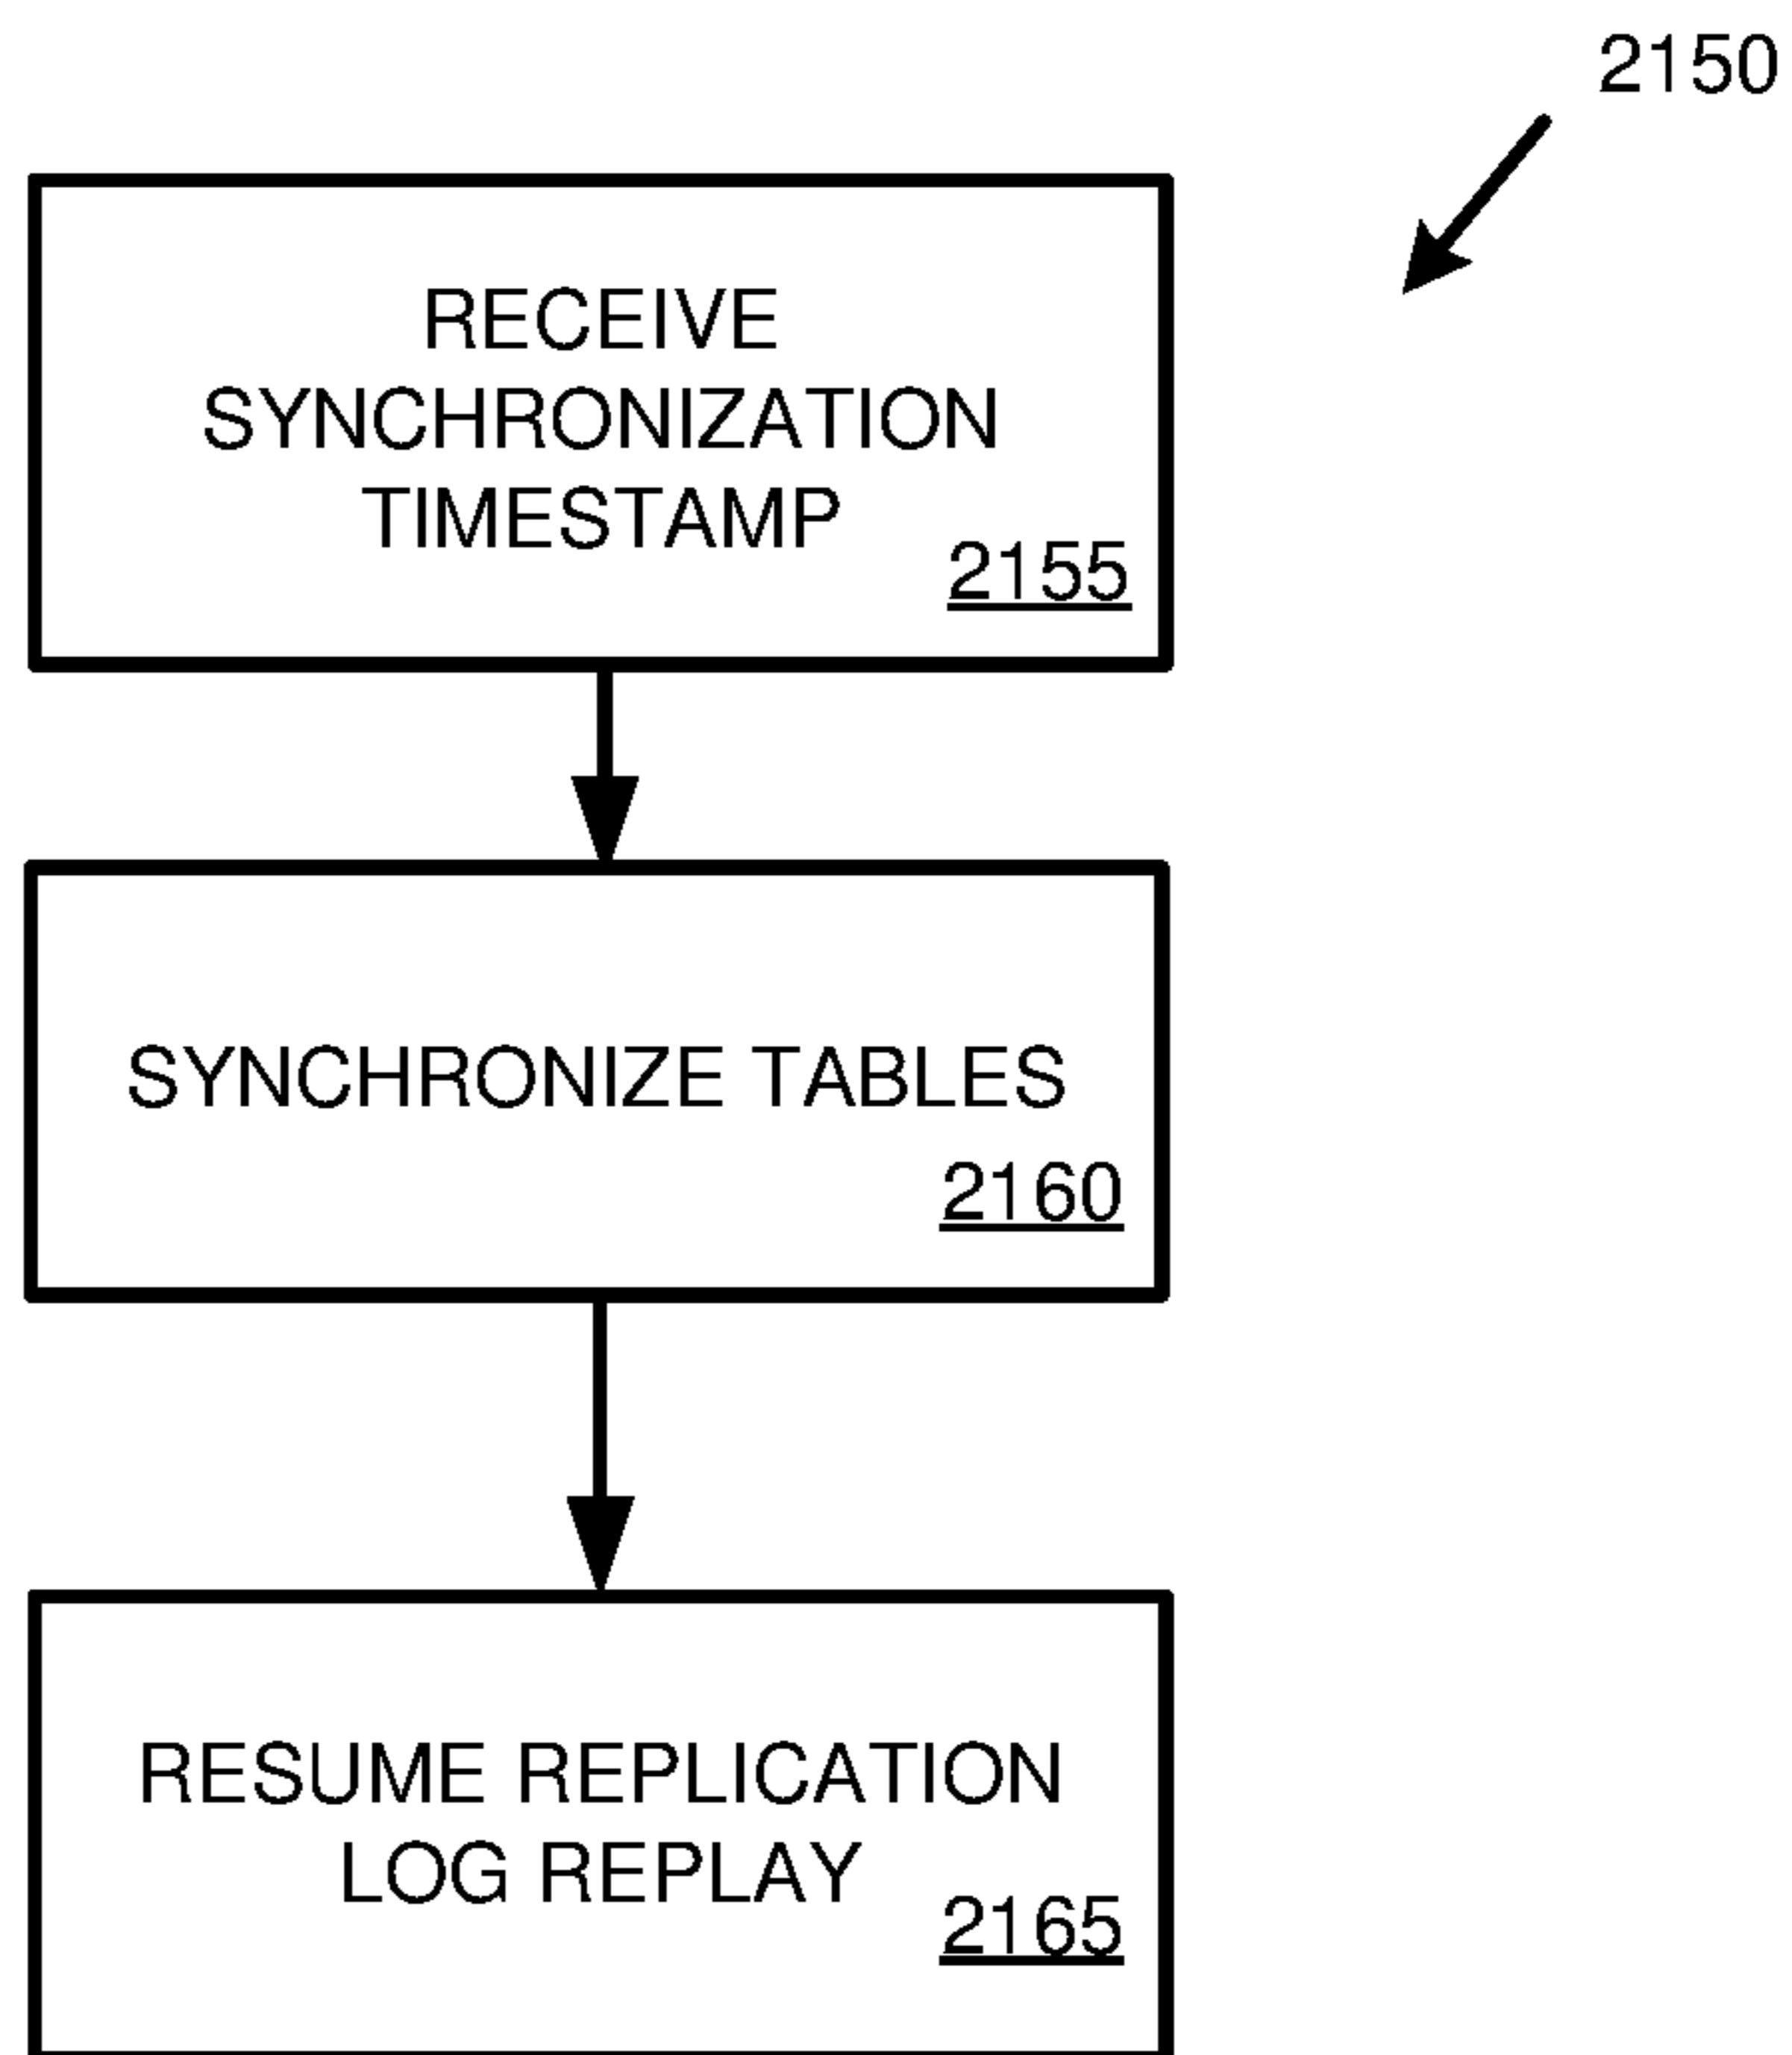 2150
RECEIVE
SYNCHRONIZATION
TIMESTAMP
2155
SYNCHRONIZE TABLES
2160
RESUME REPLICATION
LOG REPLAY
2165